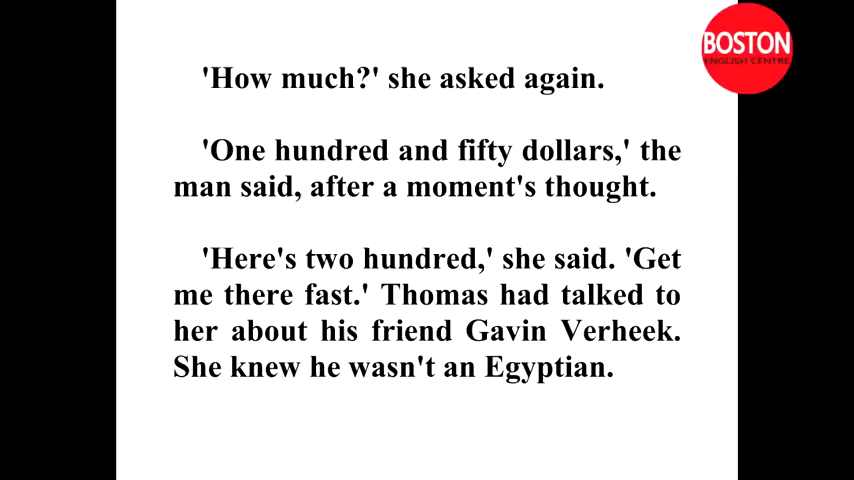 BOSTON
ENGLISH CENTRE
'How much?' she asked again.
'One hundred and fifty dollars,' the
man said, after a moment's thought.
'Here's two hundred,' she said. 'Get
me there fast.' Thomas had talked to
her about his friend Gavin Verheek.
She knew he wasn't an Egyptian.